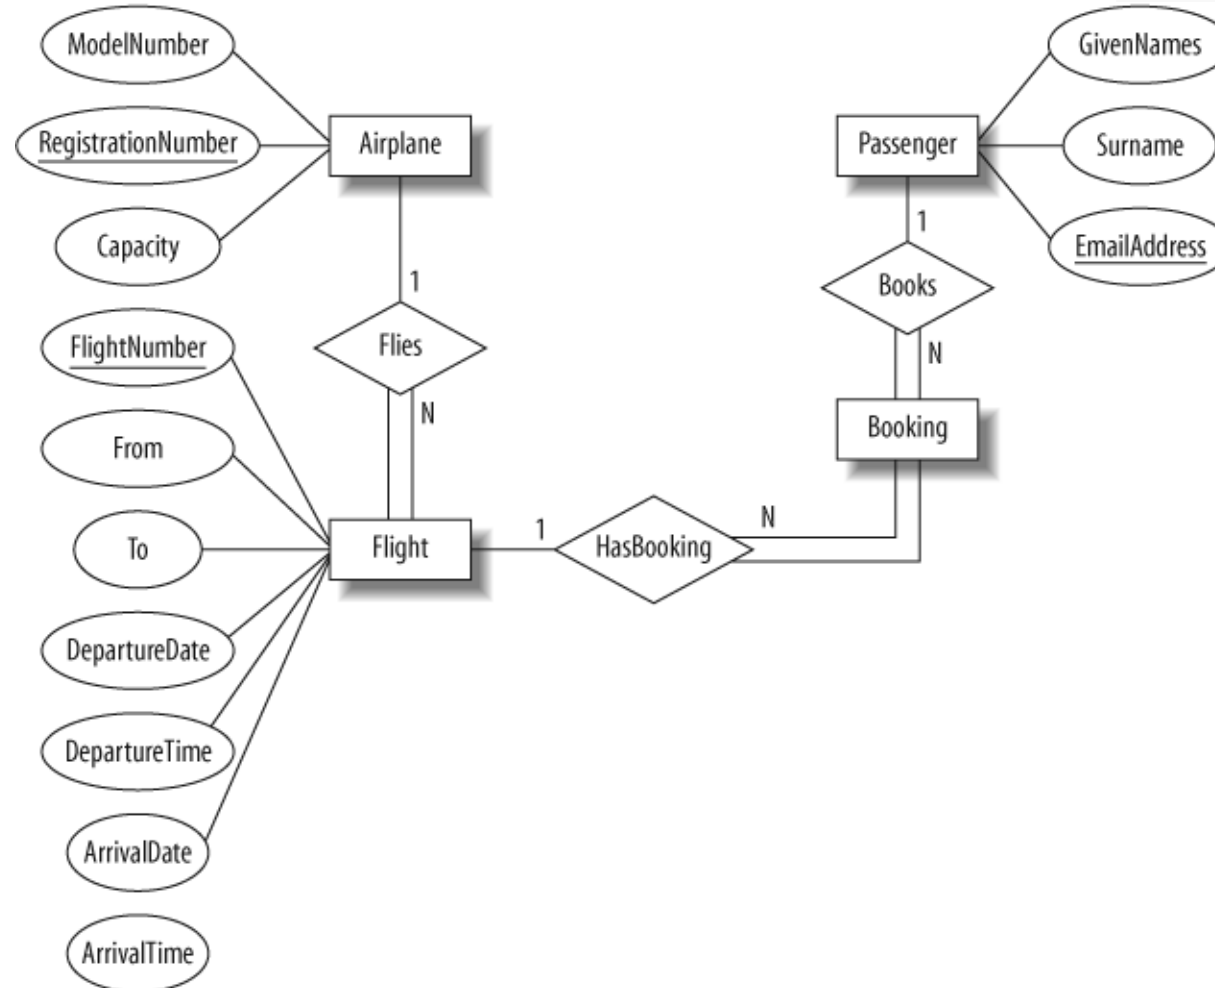 ModelNumber
GivenNames
RegistrationNumber
Airplane
Passenger
Surname
Capacity
1
EmailAddress
1
Books
FlightNumber
Flies
N
N
From
Booking
To
Flight
1
HasBooking
N
DepartureDate
DepartureTime
ArrivalDate
ArrivalTime